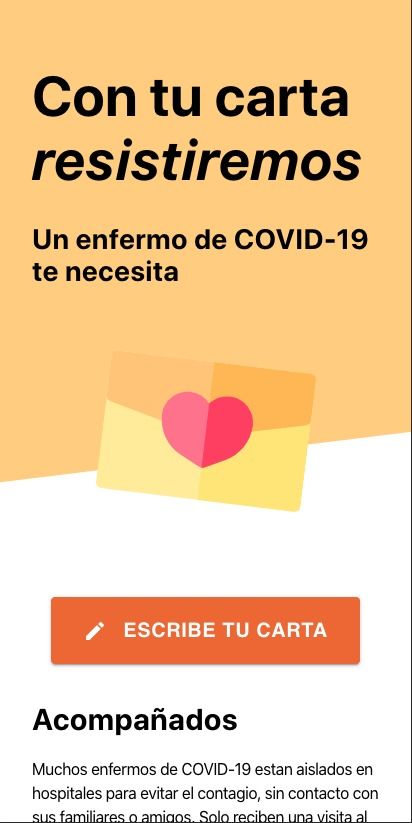 Con tu carta
resistiremos
Un enfermo de COVID-19
te necesita
ESCRIBE TU CARTA
Acompañados
Muchos enfermos de COVID-19 estan aislados en
hospitales para evitar el contagio, sin contacto con
sus familiares o amigos. Solo reciben una visita al